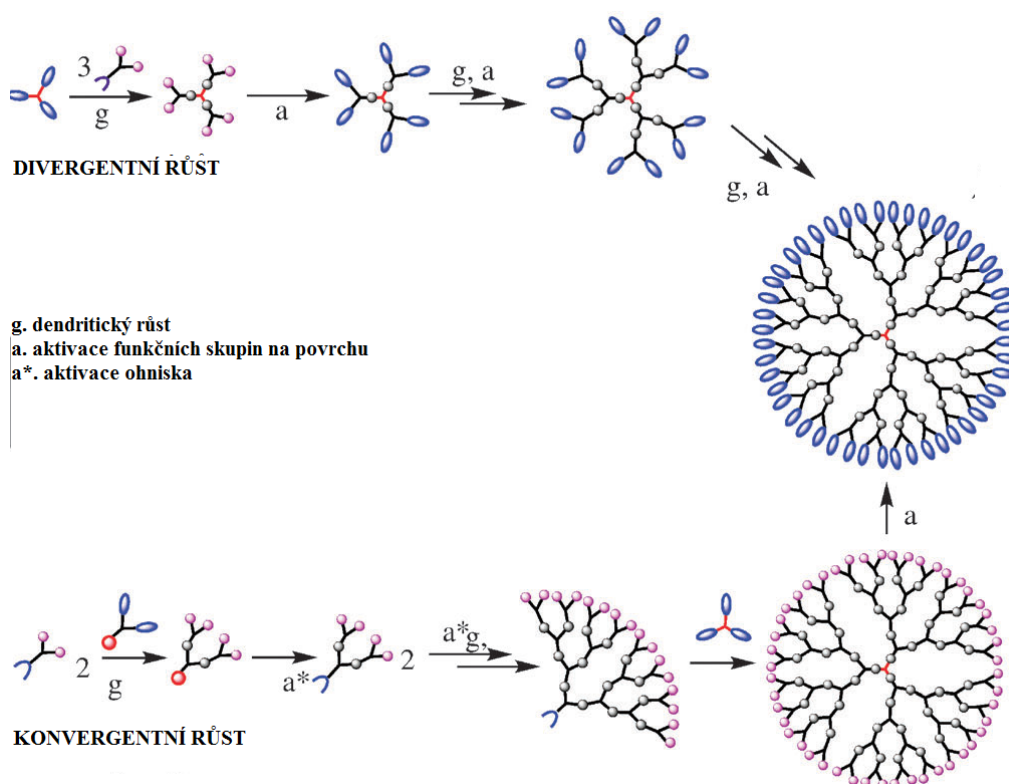 3
g
a
g, a
DIVERGENTNÍ RŮST
g, a
g. dendritický růst
a. aktivace funkčních skupin na povrchu
a*. aktivace ohniska
a
2
g
a*
2
a*g,
KONVERGENTNÍ RŮST